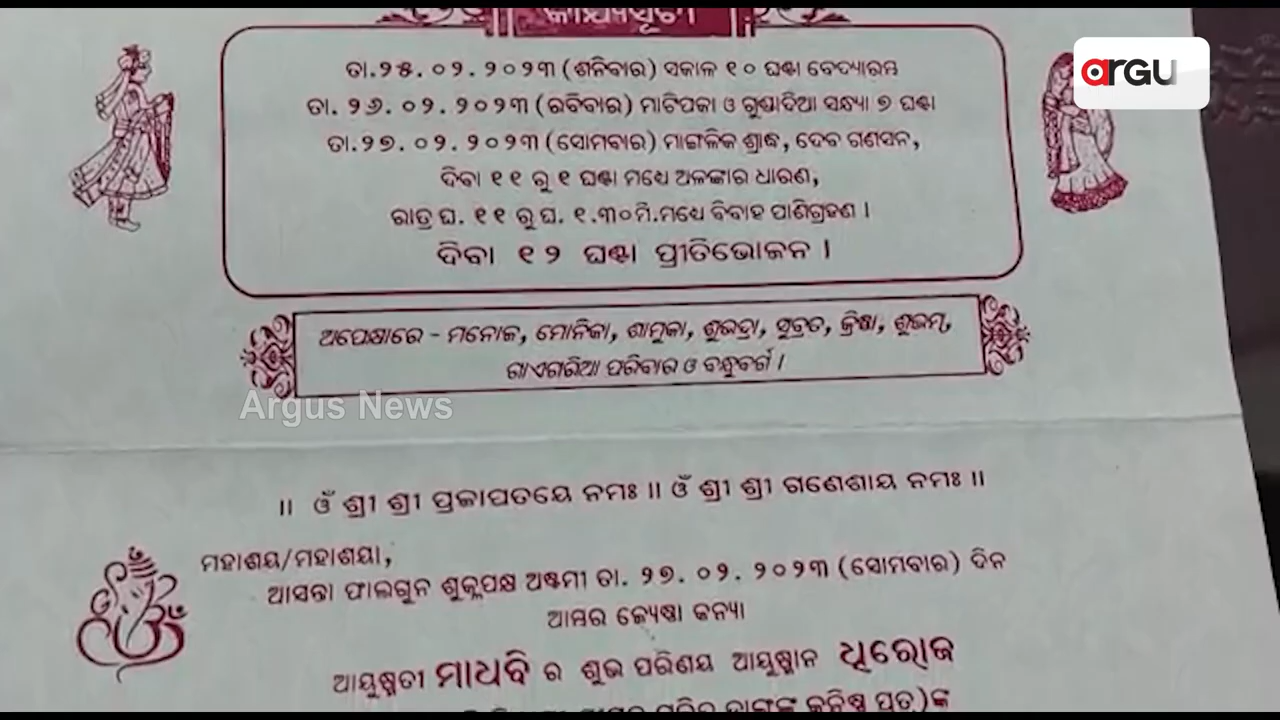 କାର୍ଯ୍ୟସୂଚୀ
ତା.୨୫.୦୨.୨୦୨୩ (ଶନିବାର) ସକାଳ ୧୦ ଘଣ୍ଟା ବେଦ୍ୟାରମ୍ଭ
ତା. ୨୬.୦୨.୨୦୨୩ (ରବିବାର) ମାଟିପକା ଓ ଗୁଣ୍ଡାଦିଆ ସନ୍ଧ୍ୟା ୭ ଘଣ୍ଟା
ତା.୨୭.୦୨.୨୦୨୩ (ସୋମବାର) ମାଙ୍ଗଳିକ ଶ୍ରାଦ୍ଧ, ଦେବ ଗଣସନ,
ଦିବା ୧୧ ରୁ ୧ ଘଣ୍ଟା ମଧ୍ୟେ ଅଳଙ୍କାର ଧାରଣ,
ରାତ୍ର ଘ. ୧୧ ରୁ ଘ. ୧.୩୦ମି.ମଧ୍ୟେ ବିବାହ ପାଣିଗ୍ରହଣ ।
ଦିବା ୧୨ ଘଣ୍ଟା ପ୍ରୀତିଭୋଜନ ।
ଅପେକ୍ଷାରେ - ମନୋଜ, ମୋନିକା, ଶାମୁକା, ଶୁଭଦ୍ରା, ସୁବ୍ରତ, କ୍ରିଷା, ଶୁଭମ୍,
ଗାଏଗରିଆ ପରିବାର ଓ ବନ୍ଧୁବର୍ଗ ।
ARGU
Argus News
॥ ଓଁ ଶ୍ରୀ ଶ୍ରୀ ପ୍ରଜାପତୟେ ନମଃ ॥ ଓଁ ଶ୍ରୀ ଶ୍ରୀ ଗଣେଶାୟ ନମଃ ॥
ମହାଶୟ/ମହାଶୟା,
ଆସନ୍ତା ଫାଲଗୁନ ଶୁକ୍ଳପକ୍ଷ ଅଷ୍ଟମୀ ତା. ୨୭.୦୨.୨୦୨୩ (ସୋମବାର) ଦିନ
ଆମ୍ଭର ଜ୍ୟେଷ୍ଠା କନ୍ୟା
ଆୟୁଷ୍ମତୀ ମାଧବି ର ଶୁଭ ପରିଣୟ ଆୟୁଷ୍ମାନ ଧିରୋଜ